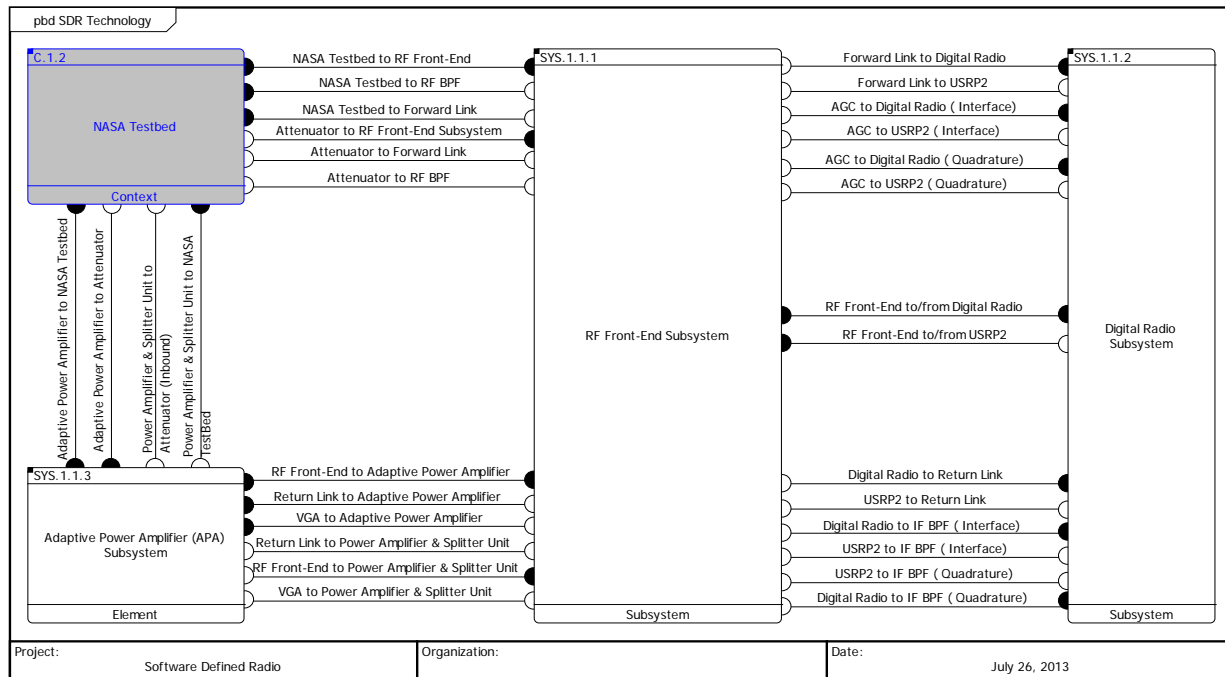 pbd SDR Technology
C.1.2
NASA Testbed
Context
NASA Testbed to RF Front-End
NASA Testbed to RF BPF
NASA Testbed to Forward Link
Attenuator to RF Front-End Subsystem
Attenuator to Forward Link
Attenuator to RF BPF
SYS.1.1.1
RF Front-End Subsystem
Subsystem
Forward Link to Digital Radio
Forward Link to USRP2
AGC to Digital Radio ( Interface)
AGC to USRP2 ( Interface)
AGC to Digital Radio ( Quadrature)
AGC to USRP2 ( Quadrature)
RF Front-End to/from Digital Radio
RF Front-End to/from USRP2
Digital Radio to Return Link
USRP2 to Return Link
Digital Radio to IF BPF ( Interface)
USRP2 to IF BPF ( Interface)
USRP2 to IF BPF ( Quadrature)
Digital Radio to IF BPF ( Quadrature)
SYS.1.1.2
Digital Radio
Subsystem
Subsystem
Adaptive Power Amplifier to NASA Testbed
Adaptive Power Amplifier to Attenuator
Power Amplifier & Splitter Unit to
Attenuator (Inbound)
Power Amplifier & Splitter Unit to NASA
TestBed
SYS.1.1.3
Adaptive Power Amplifier (APA)
Subsystem
Element
RF Front-End to Adaptive Power Amplifier
Return Link to Adaptive Power Amplifier
VGA to Adaptive Power Amplifier
Return Link to Power Amplifier & Splitter Unit
RF Front-End to Power Amplifier & Splitter Unit
VGA to Power Amplifier & Splitter Unit
Project:
Software Defined Radio
Organization:
Date:
July 26, 2013